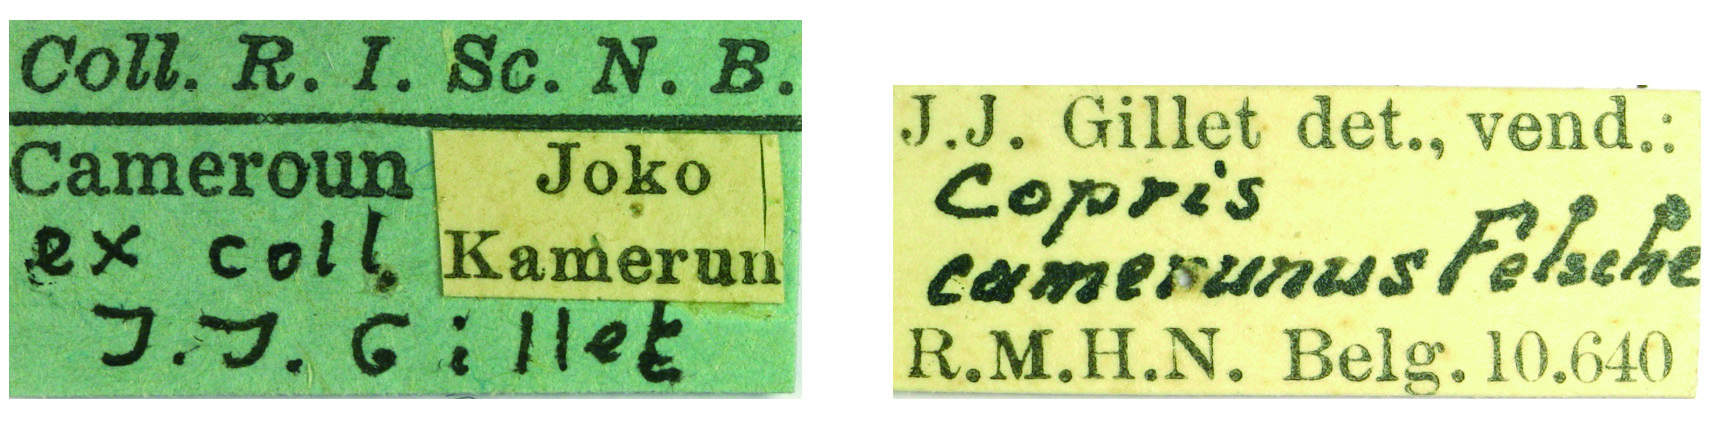 Coll. R. I. Sc. N. B.
Cameroun
Joko
Kamerun
ex coll.
J.J. Gillet
J.J. Gillet det., vend.:
Copris
camerunus Felsche
R.M.H.N. Belg. 10.640